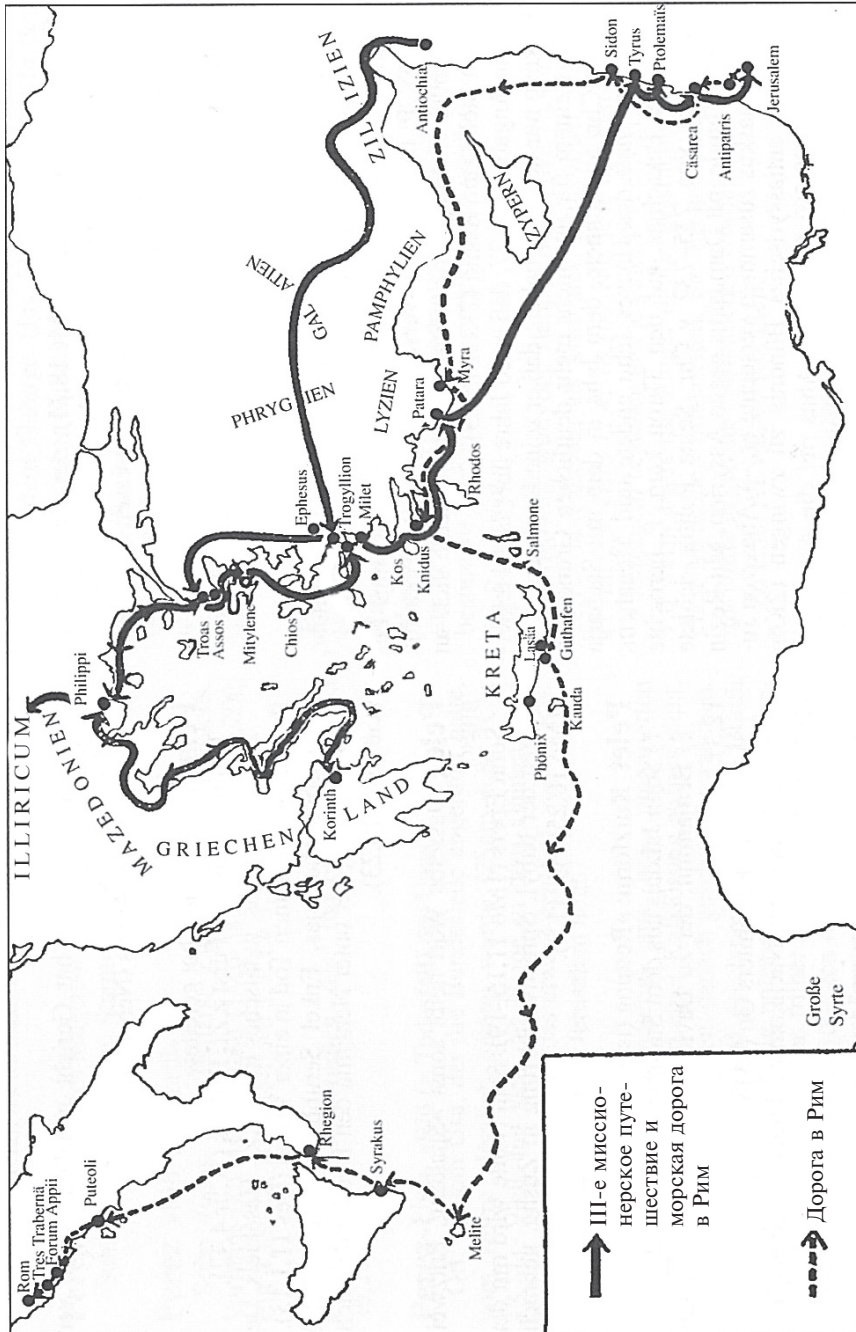 ILLIRICUM
MAZEDONIEN
GRIECHEN
LAND
Philippi
Korinth
Troas
Assos
Mitylene
Chios
Ephesus
Trogyllion
Milet
Kos
Knidus
Rhodos
Patara
Myra
LYZIEN
PAMPHYLIEN
PHRYGIEN
GAL ATIEN
ZIL IZIEN
Antiochia
ZYPERN
Sidon
Tyrus
Ptolemaïs
Cäsarea
Antipatris
Jerusalem
KRETA
Salmone
Lasia
Guthafen
Phönix
Kauda
Rom
Tres Trabernä
Forum Appii
Puteoli
Rhegion
Syrakus
Melite
Große
Syrte
III-е миссио-
нерское путе-
шествие и
морская дорога
в Рим
Дорога в Рим